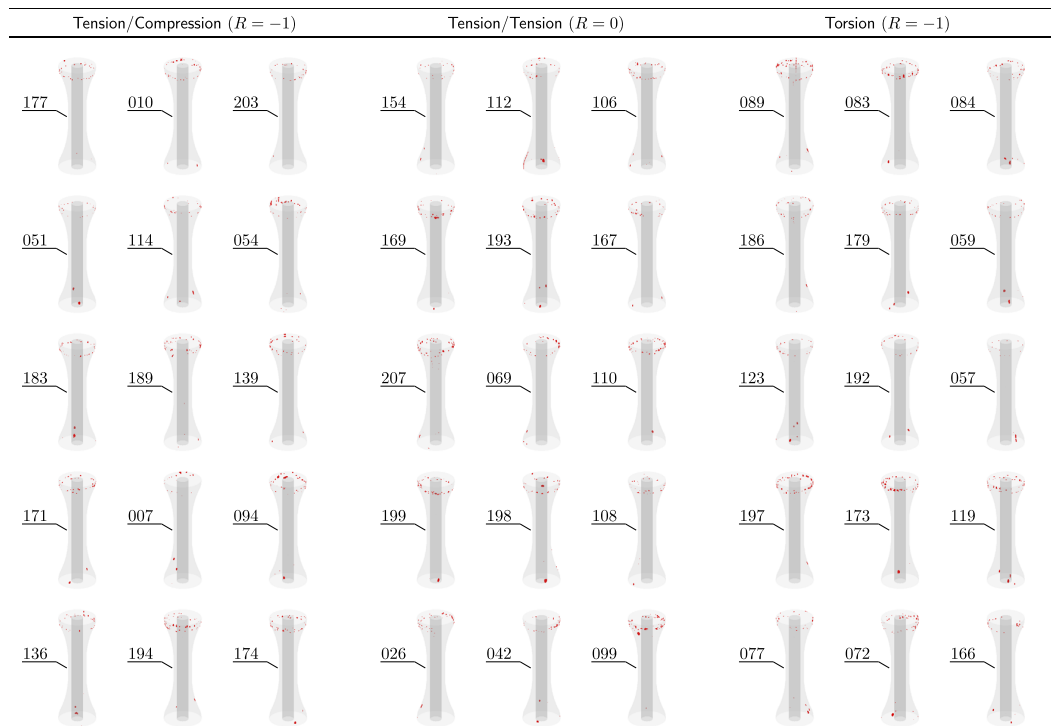 Tension/Compression (R = −1) Tension/Tension (R = 0) Torsion (R = −1)
177 010 203 154 112 106 089 083 084
051 114 054 169 193 167 186 179 059
183 189 139 207 069 110 123 192 057
171 007 094 199 198 108 197 173 119
136 194 174 026 042 099 077 072 166